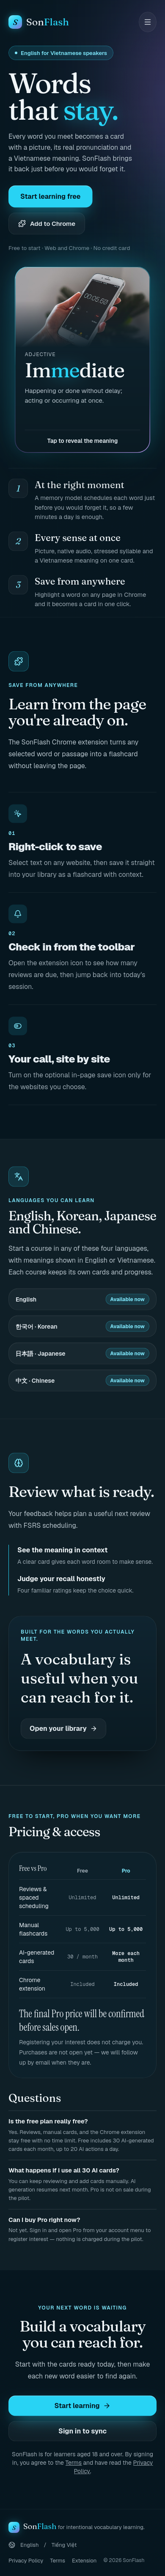 SonFlash
English for Vietnamese speakers
Words
that stay.
Every word you meet becomes a card
with a picture, its real pronunciation and
a Vietnamese meaning. SonFlash brings
it back just before you would forget it.
Start learning free
Add to Chrome
Free to start · Web and Chrome · No credit card
ADJECTIVE
Immediate
Happening or done without delay;
acting or occurring at once.
Tap to reveal the meaning
1
At the right moment
A memory model schedules each word just
before you would forget it, so a few
minutes a day is enough.
2
Every sense at once
Picture, native audio, stressed syllable and
a Vietnamese meaning on one card.
3
Save from anywhere
Highlight a word on any page in Chrome
and it becomes a card in one click.
SAVE FROM ANYWHERE
Learn from the page
you're already on.
The SonFlash Chrome extension turns any
selected word or passage into a flashcard
without leaving the page.
01
Right-click to save
Select text on any website, then save it straight
into your library as a flashcard with context.
02
Check in from the toolbar
Open the extension icon to see how many
reviews are due, then jump back into today's
session.
03
Your call, site by site
Turn on the optional in-page save icon only for
the websites you choose.
LANGUAGES YOU CAN LEARN
English, Korean, Japanese
and Chinese.
Start a course in any of these four languages,
with meanings shown in English or Vietnamese.
Each course keeps its own cards and progress.
English Available now
한국어 · Korean Available now
日本語 · Japanese Available now
中文 · Chinese Available now
Review what is ready.
Your feedback helps plan a useful next review
with FSRS scheduling.
See the meaning in context
A clear card gives each word room to make sense.
Judge your recall honestly
Four familiar ratings keep the choice quick.
BUILT FOR THE WORDS YOU ACTUALLY
MEET.
A vocabulary is
useful when you
can reach for it.
Open your library
FREE TO START, PRO WHEN YOU WANT MORE
Pricing & access
Free vs Pro Free Pro
Reviews &
spaced
scheduling
Unlimited Unlimited
Manual
flashcards
Up to 5,000 Up to 5,000
AI-generated
cards
30 / month More each
month
Chrome
extension
Included Included
The final Pro price will be confirmed
before sales open.
Registering your interest does not charge you.
Purchases are not open yet — we will follow
up by email when they are.
Questions
Is the free plan really free?
Yes. Reviews, manual cards, and the Chrome extension
stay free with no time limit. Free includes 30 AI-generated
cards each month, up to 20 AI actions a day.
What happens if I use all 30 AI cards?
You can keep reviewing and add cards manually. AI
generation resumes next month. Pro is not on sale during
the pilot.
Can I buy Pro right now?
Not yet. Sign in and open Pro from your account menu to
register interest — nothing is charged during the pilot.
YOUR NEXT WORD IS WAITING
Build a vocabulary
you can reach for.
Start with the cards ready today, then make
each new word easier to find again.
Start learning
Sign in to sync
SonFlash is for learners aged 18 and over. By signing
in, you agree to the Terms and have read the Privacy
Policy.
SonFlash for intentional vocabulary learning.
English / Tiếng Việt
Privacy Policy Terms Extension © 2026 SonFlash